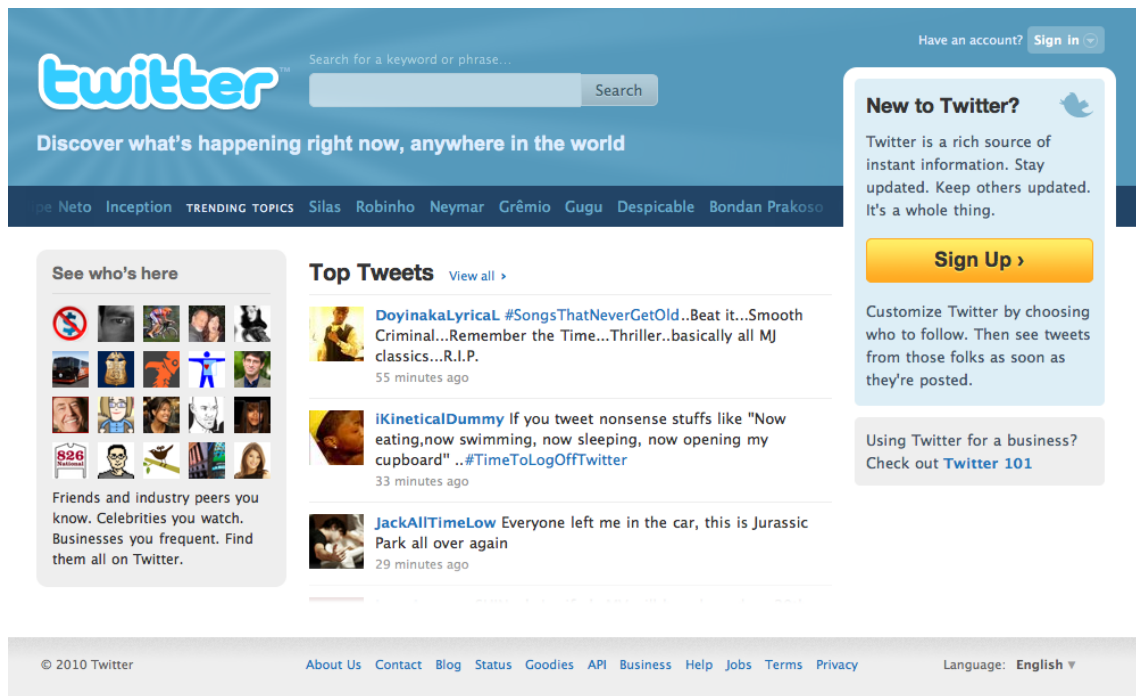 Have an account? Sign in
twitter™
Search for a keyword or phrase...
Search
Discover what's happening right now, anywhere in the world
Neto Inception TRENDING TOPICS Silas Robinho Neymar Grêmio Gugu Despicable Bondan Prakoso
New to Twitter?
Twitter is a rich source of
instant information. Stay
updated. Keep others updated.
It's a whole thing.
Sign Up ›
Customize Twitter by choosing
who to follow. Then see tweets
from those folks as soon as
they're posted.
Using Twitter for a business?
Check out Twitter 101
See who's here
826
National
Friends and industry peers you
know. Celebrities you watch.
Businesses you frequent. Find
them all on Twitter.
Top Tweets View all ›
DoyinakaLyricaL #SongsThatNeverGetOld..Beat it...Smooth
Criminal...Remember the Time...Thriller..basically all MJ
classics...R.I.P.
55 minutes ago
iKineticalDummy If you tweet nonsense stuffs like "Now
eating,now swimming, now sleeping, now opening my
cupboard" ..#TimeToLogOffTwitter
33 minutes ago
JackAllTimeLow Everyone left me in the car, this is Jurassic
Park all over again
29 minutes ago
© 2010 Twitter
About Us Contact Blog Status Goodies API Business Help Jobs Terms Privacy
Language: English